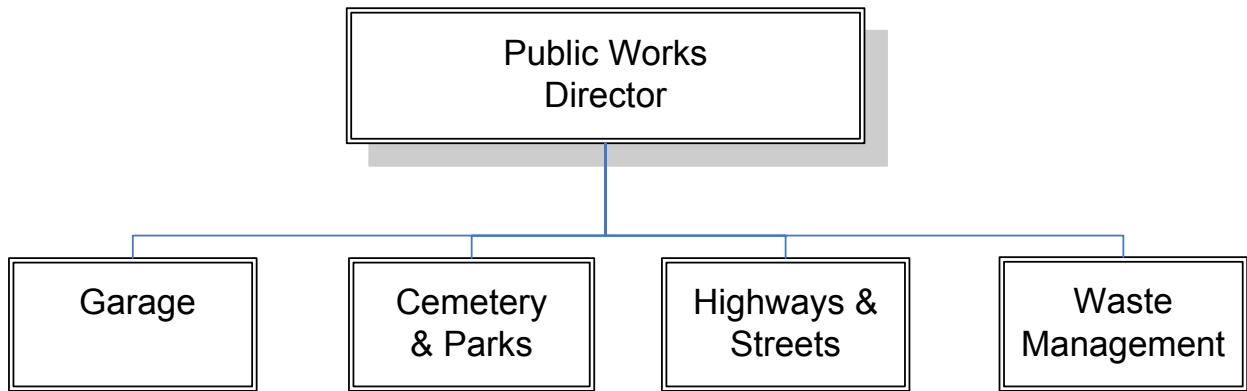 Public Works
Director
Garage
Cemetery
& Parks
Highways &
Streets
Waste
Management